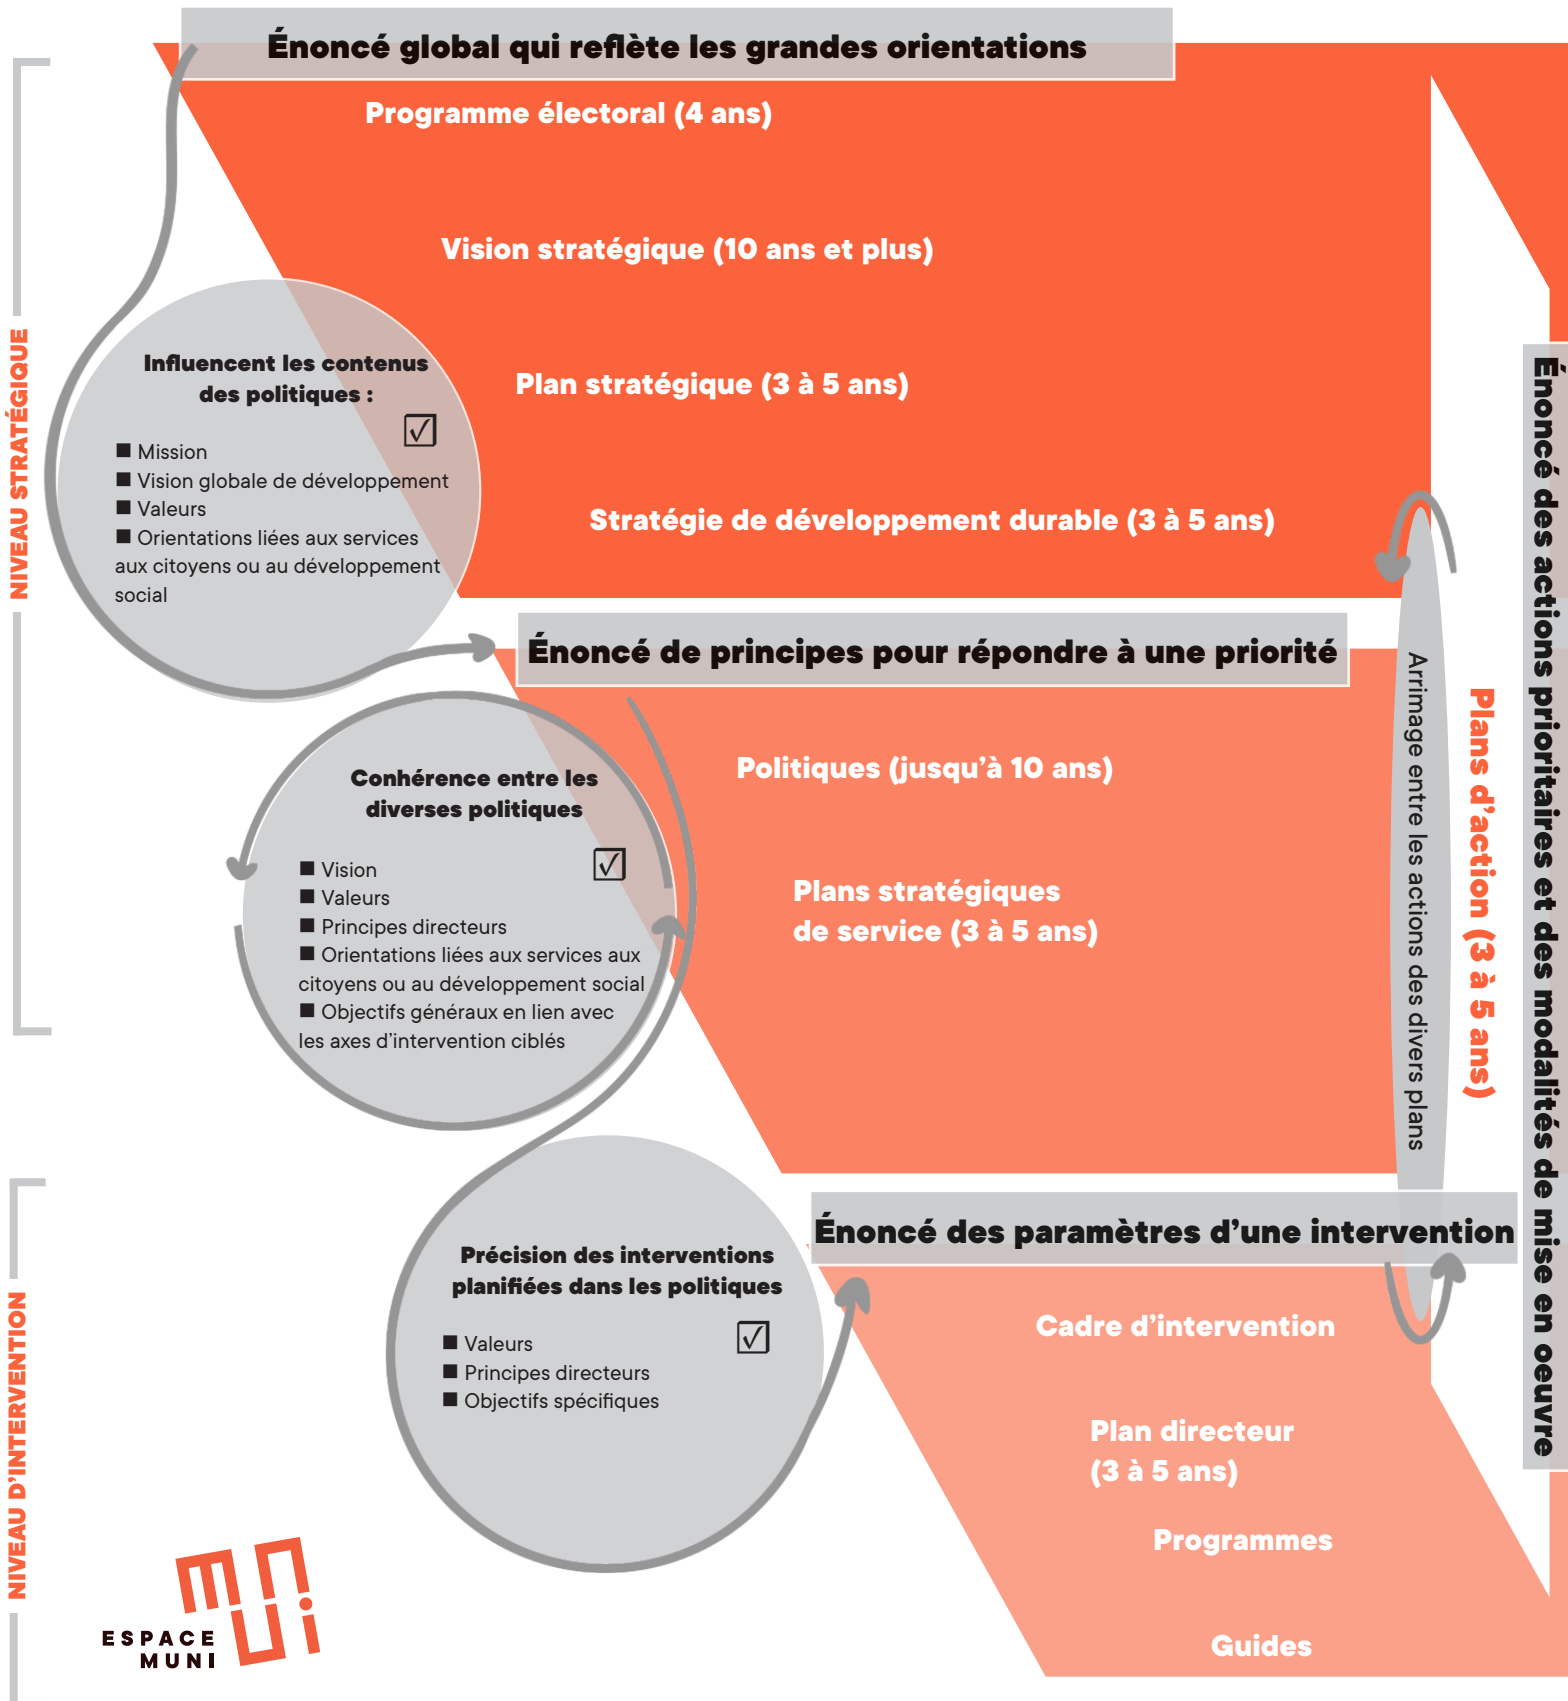 Énoncé global qui reflète les grandes orientations
Programme électoral (4 ans)
Vision stratégique (10 ans et plus)
Plan stratégique (3 à 5 ans)
Stratégie de développement durable (3 à 5 ans)
NIVEAU STRATÉGIQUE
Influencent les contenus
des politiques :
☑
■ Mission
■ Vision globale de développement
■ Valeurs
■ Orientations liées aux services
aux citoyens ou au développement
social
Énoncé de principes pour répondre à une priorité
Politiques (jusqu’à 10 ans)
Plans stratégiques
de service (3 à 5 ans)
Conhérence entre les
diverses politiques
☑
■ Vision
■ Valeurs
■ Principes directeurs
■ Orientations liées aux services aux
citoyens ou au développement social
■ Objectifs généraux en lien avec
les axes d’intervention ciblés
Arrimage entre les actions des divers plans
Plans d’action (3 à 5 ans)
Énoncé des actions prioritaires et des modalités de mise en oeuvre
NIVEAU D’INTERVENTION
Énoncé des paramètres d’une intervention
Précision des interventions
planifiées dans les politiques
☑
■ Valeurs
■ Principes directeurs
■ Objectifs spécifiques
Cadre d’intervention
Plan directeur
(3 à 5 ans)
Programmes
Guides
muni
ESPACE
MUNI